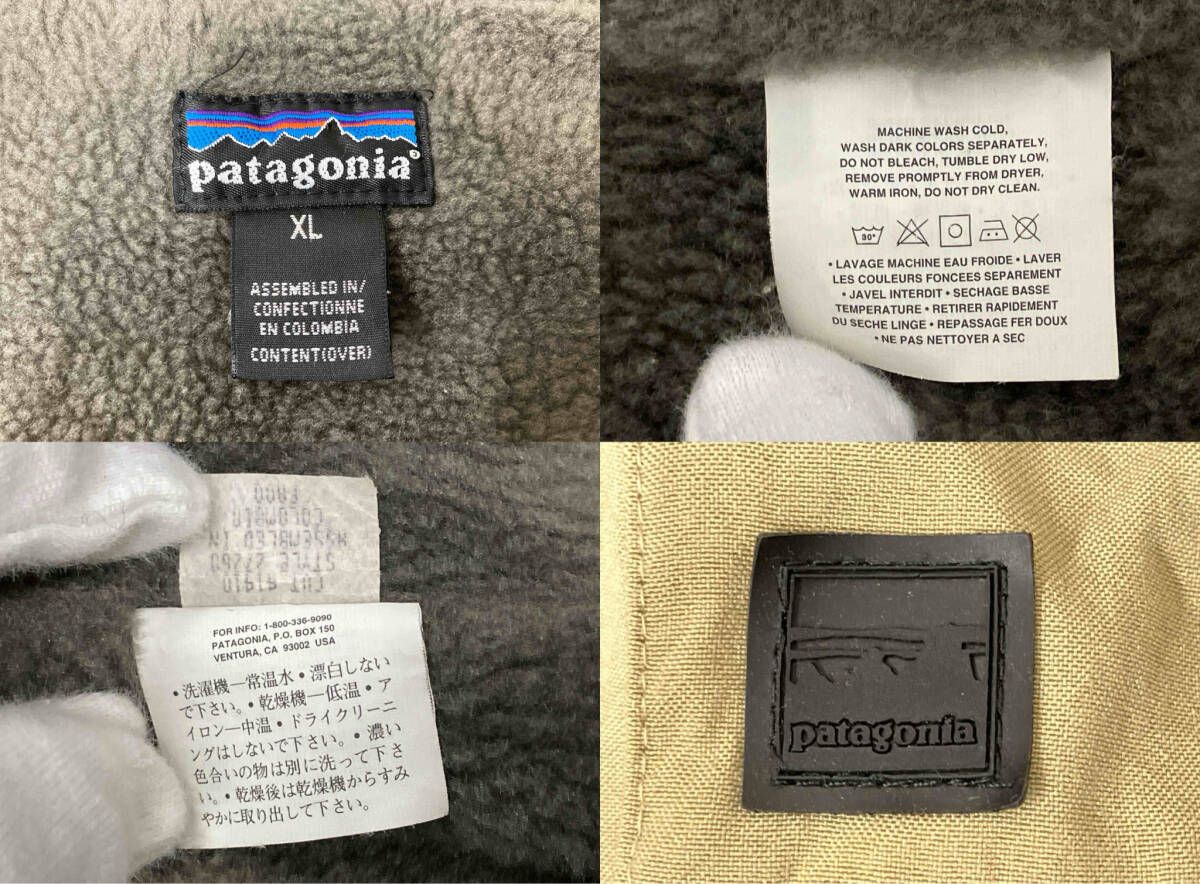 patagonia®
XL
ASSEMBLED IN/
CONFECTIONNE
EN COLOMBIA
CONTENT(OVER)
MACHINE WASH COLD,
WASH DARK COLORS SEPARATELY,
DO NOT BLEACH, TUMBLE DRY LOW,
REMOVE PROMPTLY FROM DRYER,
WARM IRON, DO NOT DRY CLEAN.
30°
• LAVAGE MACHINE EAU FROIDE • LAVER
LES COULEURS FONCEES SEPAREMENT
• JAVEL INTERDIT • SECHAGE BASSE
TEMPERATURE • RETIRER RAPIDEMENT
DU SECHE LINGE • REPASSAGE FER DOUX
• NE PAS NETTOYER A SEC
COLOMBIA
ASSEMBLED IN
STYLE
CUT
FOR INFO: 1-800-336-9090
PATAGONIA, P.O. BOX 150
VENTURA, CA 93002 USA
・洗濯機—常温水・漂白しない
で下さい。・乾燥機—低温・ア
イロン—中温・ドライクリーニ
ングはしないで下さい。・濃い
色合いの物は別に洗って下さ
い。・乾燥後は乾燥機からすみ
やかに取り出して下さい。
patagonia